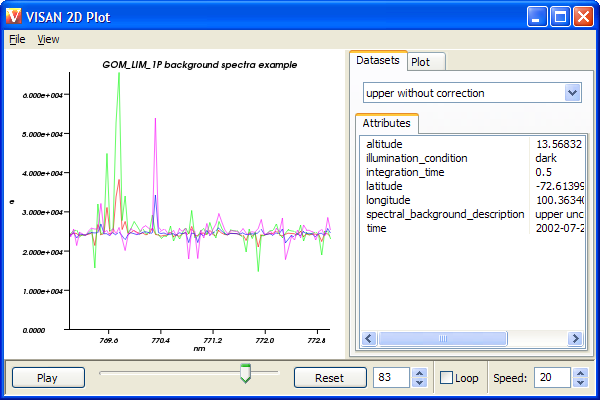 VISAN 2D Plot
File View
GOM_LIM_1P background spectra example
6.000e+004
5.000e+004
4.000e+004
3.000e+004
2.000e+004
1.000e+004
0.0000
e
769.6 770.4 771.2 772.0 772.8
nm
Datasets Plot
upper without correction
Attributes
altitude 13.56832
illumination_condition dark
integration_time 0.5
latitude -72.61399
longitude 100.36340
spectral_background_description upper unc
time 2002-07-2
Play Reset 83 Loop Speed: 20